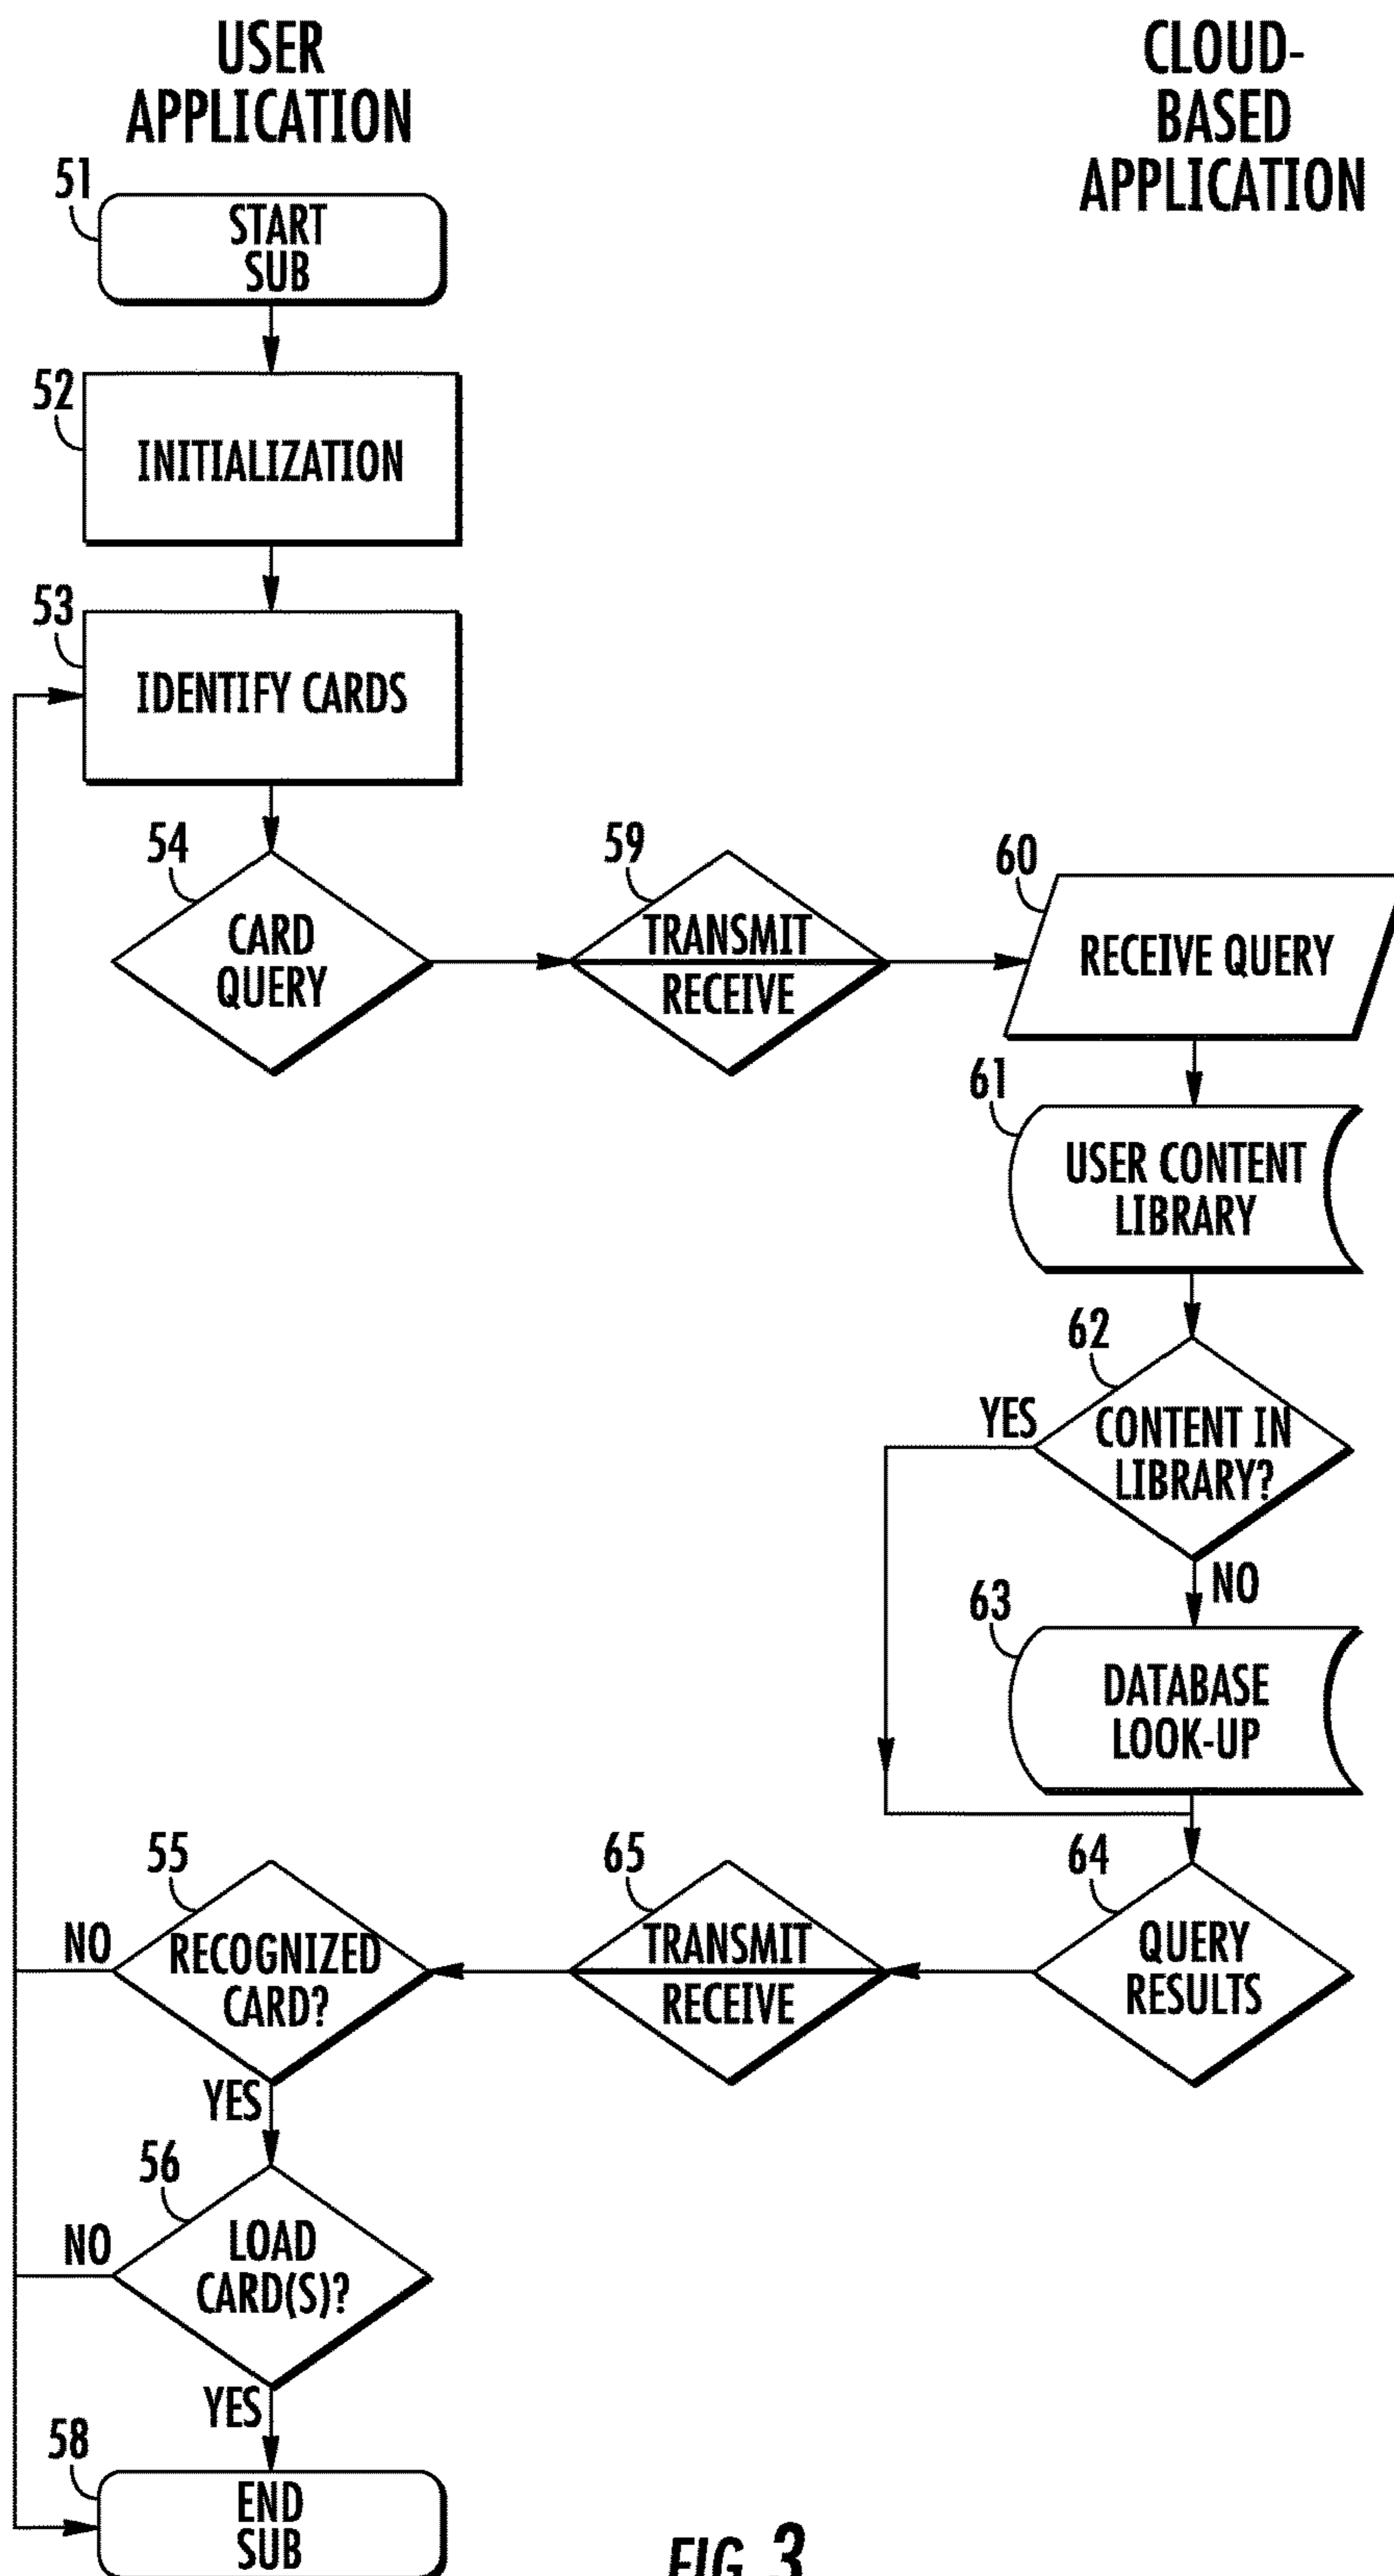 USER
APPLICATION
CLOUD-
BASED
APPLICATION
51
START
SUB
52
INITIALIZATION
53
IDENTIFY CARDS
54
CARD
QUERY
59
TRANSMIT
RECEIVE
60
RECEIVE QUERY
61
USER CONTENT
LIBRARY
62
YES
CONTENT IN
LIBRARY?
NO
63
DATABASE
LOOK-UP
55
NO
RECOGNIZED
CARD?
YES
65
TRANSMIT
RECEIVE
64
QUERY
RESULTS
56
NO
LOAD
CARD(S)?
YES
58
END
SUB
FIG. 3